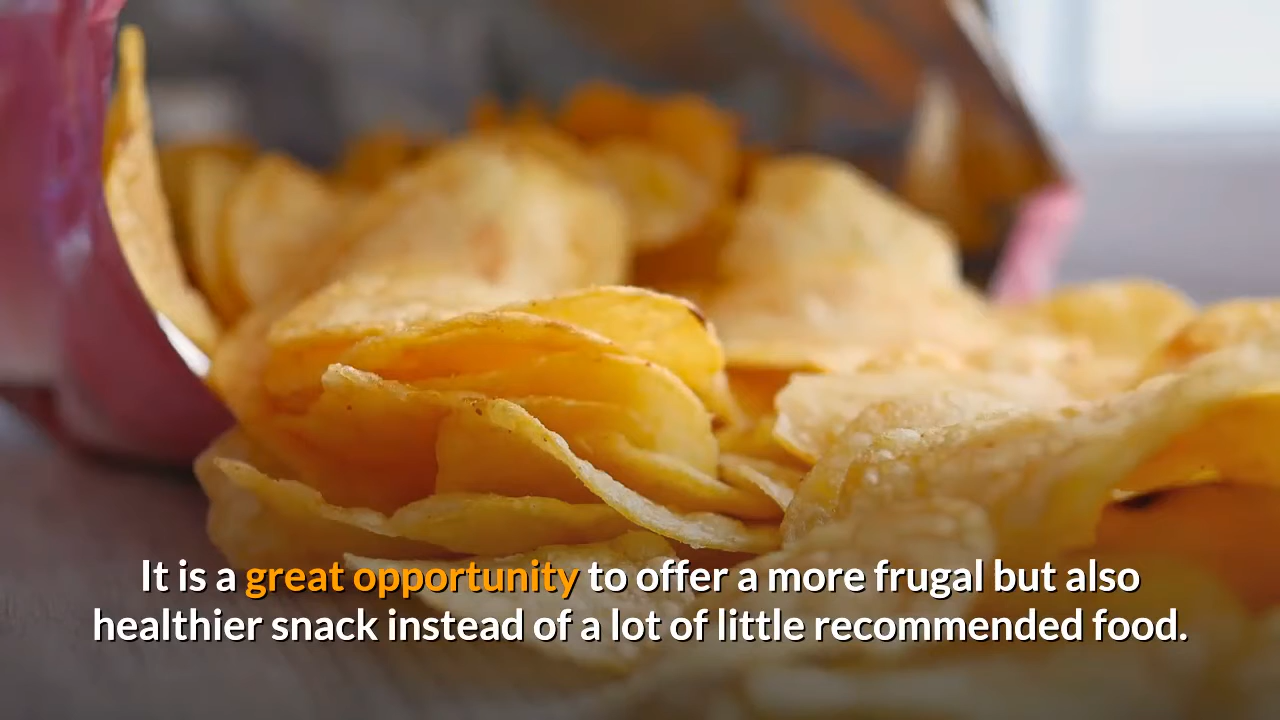 It is a great opportunity to offer a more frugal but also
healthier snack instead of a lot of little recommended food.